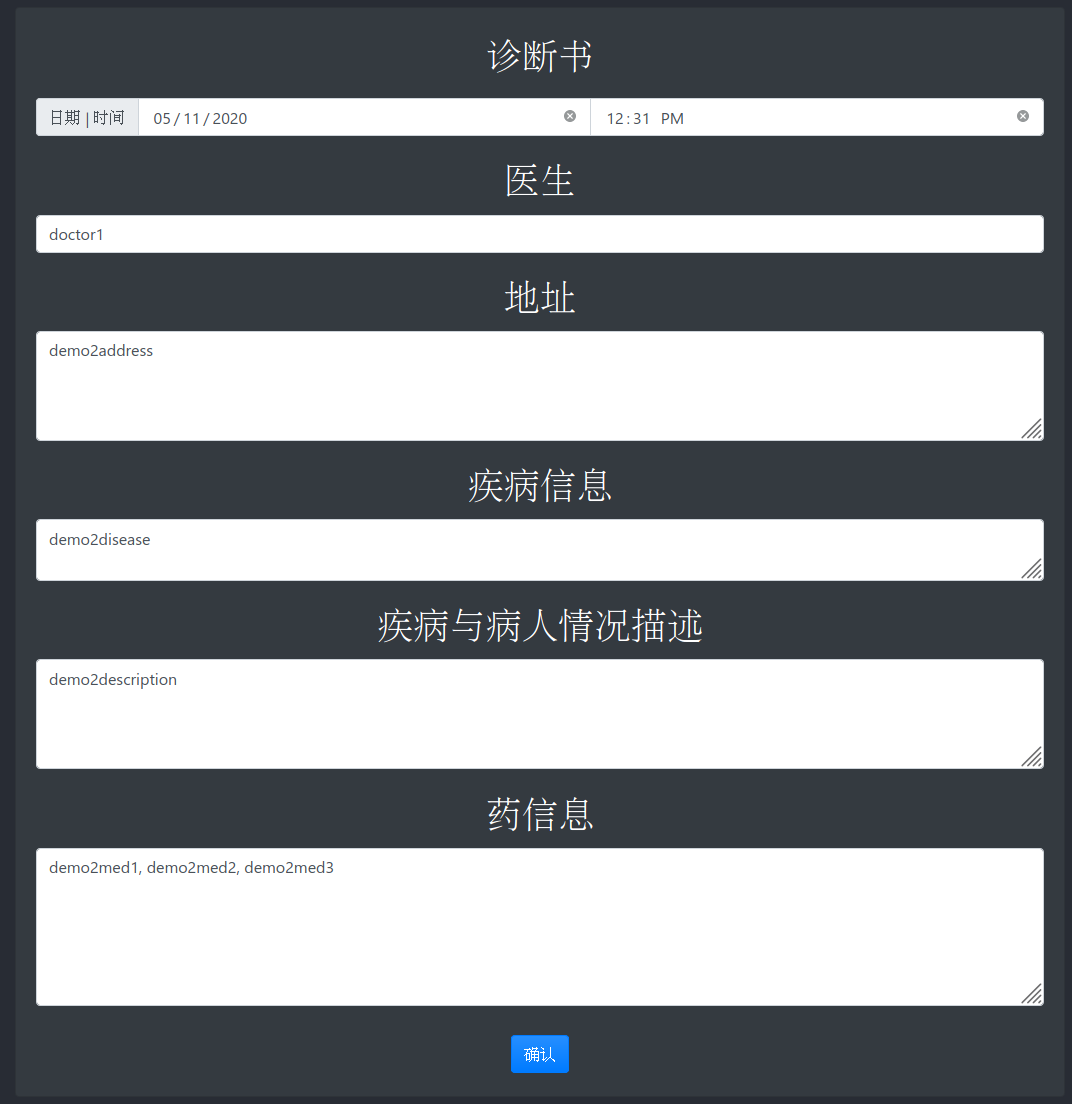 诊断书
日期 | 时间 05 / 11 / 2020 12 : 31 PM
医生
doctor1
地址
demo2address
疾病信息
demo2disease
疾病与病人情况描述
demo2description
药信息
demo2med1, demo2med2, demo2med3
确认